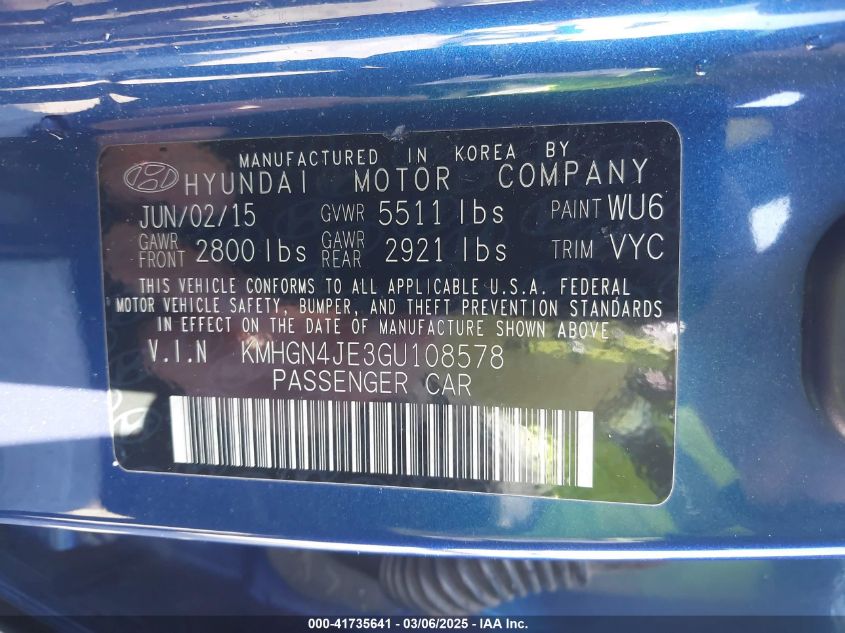 MANUFACTURED IN KOREA BY
HYUNDAI MOTOR COMPANY
JUN/02/15 GVWR 5511 lbs PAINT WU6
GAWR FRONT 2800 lbs GAWR REAR 2921 lbs TRIM VYC
THIS VEHICLE CONFORMS TO ALL APPLICABLE U.S.A. FEDERAL
MOTOR VEHICLE SAFETY, BUMPER, AND THEFT PREVENTION STANDARDS
IN EFFECT ON THE DATE OF MANUFACTURE SHOWN ABOVE
V.I.N KMHGN4JE3GU108578
PASSENGER CAR
000-41735641 - 03/06/2025 - IAA Inc.